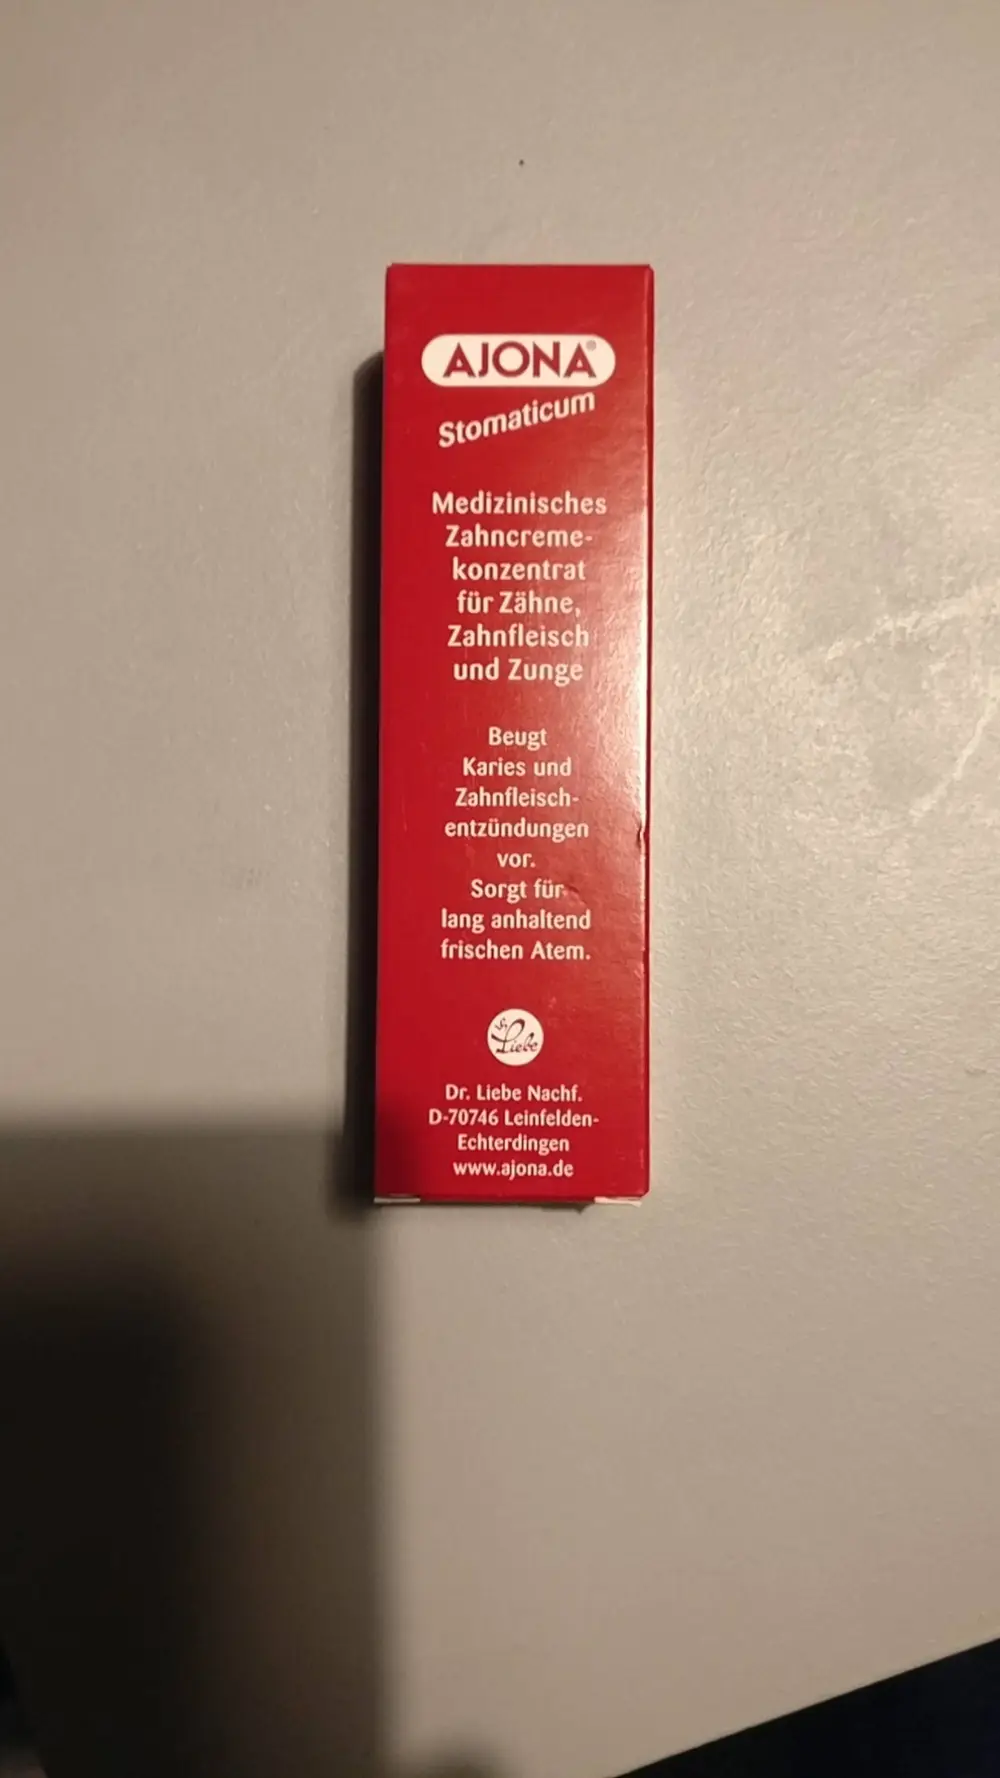 AJONA®
Stomaticum
Medizinisches
Zahncreme-
konzentrat
für Zähne,
Zahnfleisch
und Zunge
Beugt
Karies und
Zahnfleisch-
entzündungen
vor.
Sorgt für
lang anhaltend
frischen Atem.
Dr. Liebe
Dr. Liebe Nachf.
D-70746 Leinfelden-
Echterdingen
www.ajona.de